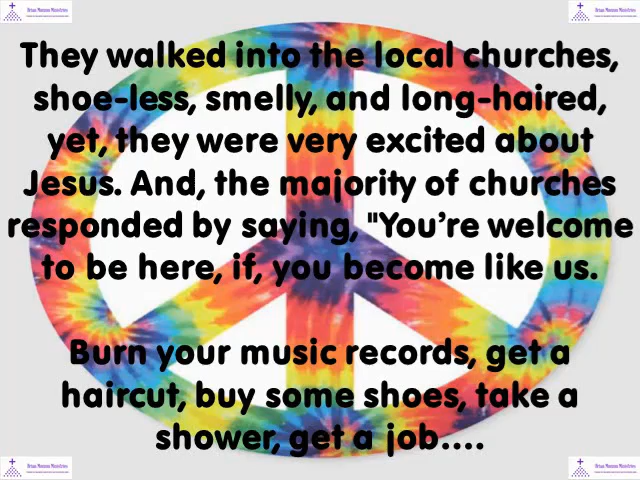 They walked into the local churches,
shoe-less, smelly, and long-haired,
yet, they were very excited about
Jesus. And, the majority of churches
responded by saying, "You’re welcome
to be here, if, you become like us.
Burn your music records, get a
haircut, buy some shoes, take a
shower, get a job....